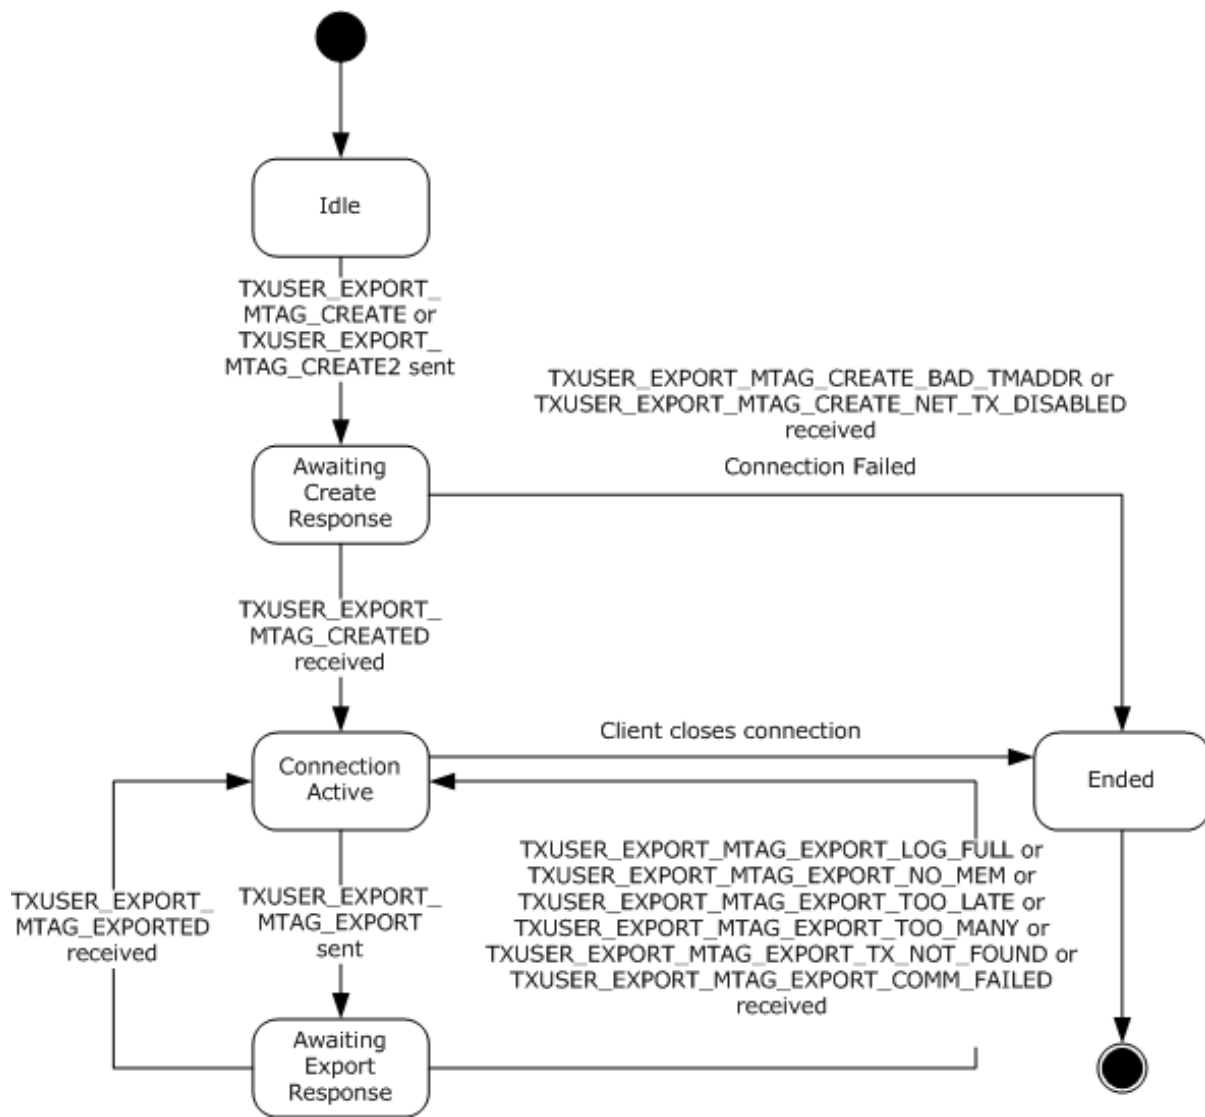 Idle
TXUSER_EXPORT_
MTAG_CREATE or
TXUSER_EXPORT_
MTAG_CREATE2 sent
TXUSER_EXPORT_MTAG_CREATE_BAD_TMADDR or
TXUSER_EXPORT_MTAG_CREATE_NET_TX_DISABLED
received
Connection Failed
Awaiting
Create
Response
TXUSER_EXPORT_
MTAG_CREATED
received
Client closes connection
Connection
Active
Ended
TXUSER_EXPORT_
MTAG_EXPORTED
received
TXUSER_EXPORT_
MTAG_EXPORT
sent
TXUSER_EXPORT_MTAG_EXPORT_LOG_FULL or
TXUSER_EXPORT_MTAG_EXPORT_NO_MEM or
TXUSER_EXPORT_MTAG_EXPORT_TOO_LATE or
TXUSER_EXPORT_MTAG_EXPORT_TOO_MANY or
TXUSER_EXPORT_MTAG_EXPORT_TX_NOT_FOUND or
TXUSER_EXPORT_MTAG_EXPORT_COMM_FAILED
received
Awaiting
Export
Response